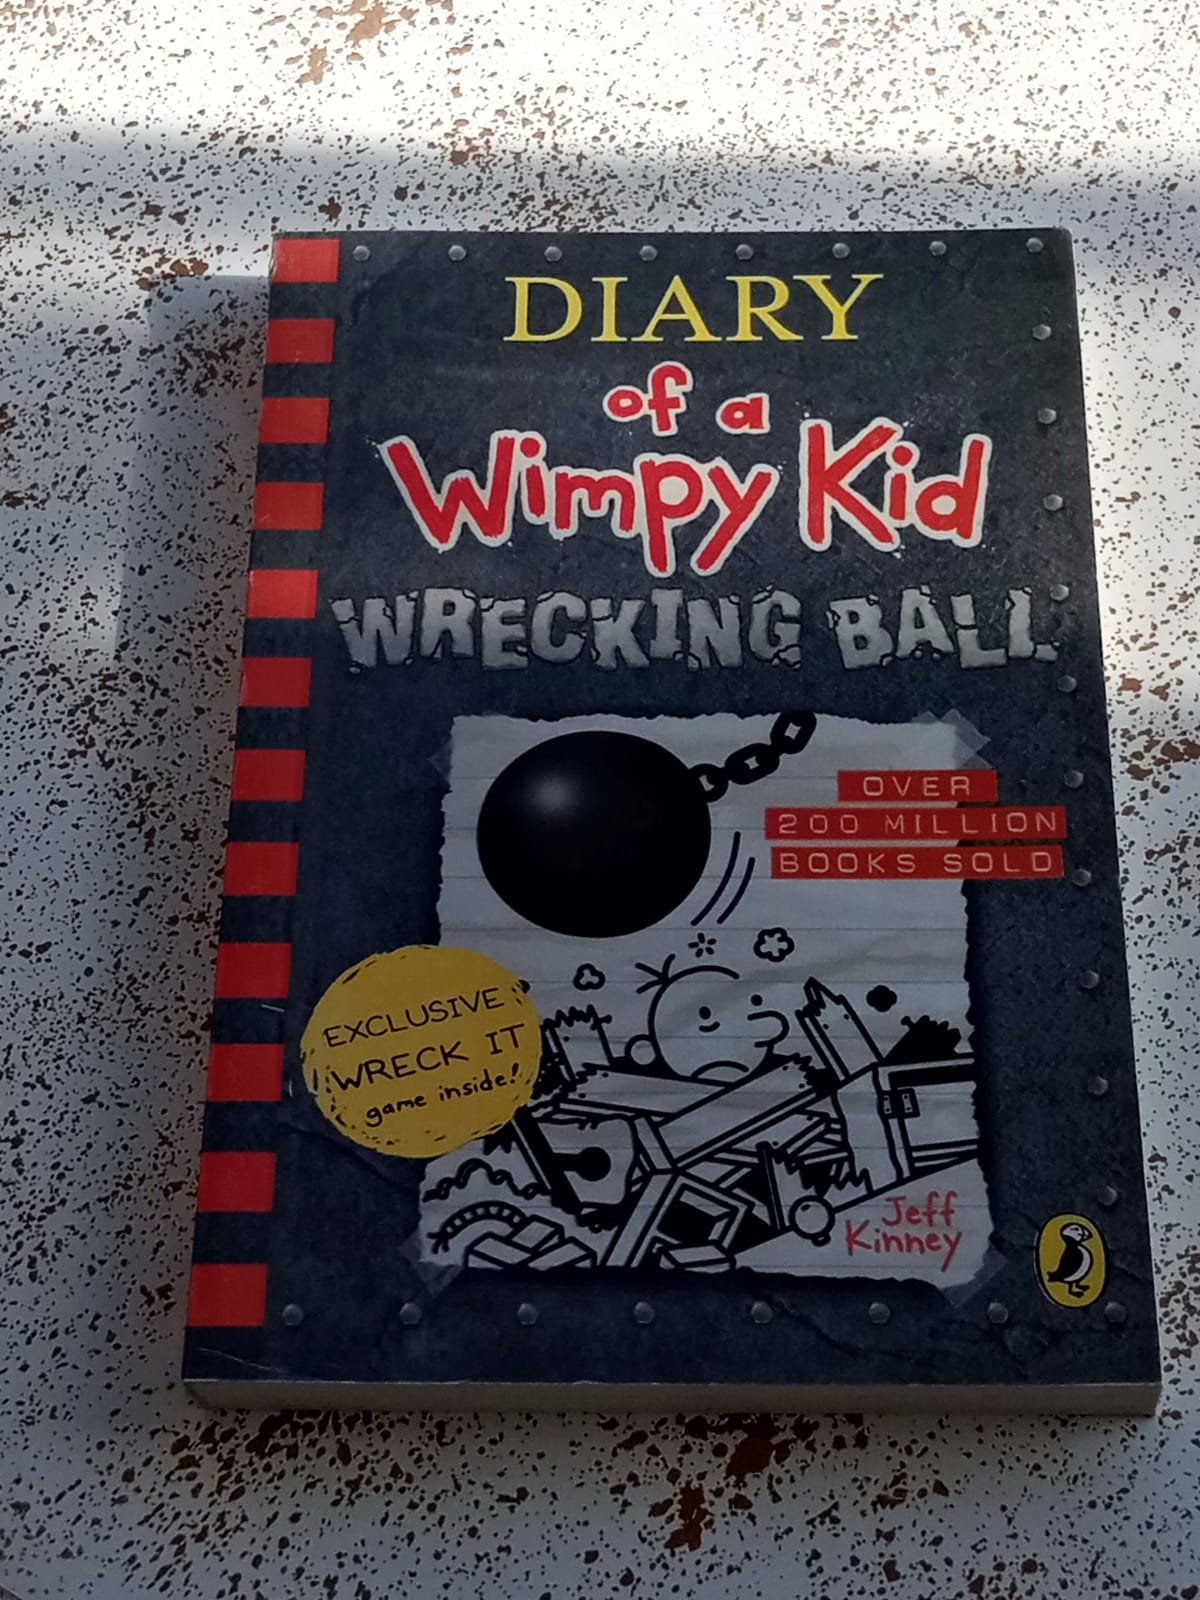 DIARY
of a
Wimpy Kid
WRECKING BALL
OVER
200 MILLION
BOOKS SOLD
EXCLUSIVE
WRECK IT
game inside!
Jeff
Kinney